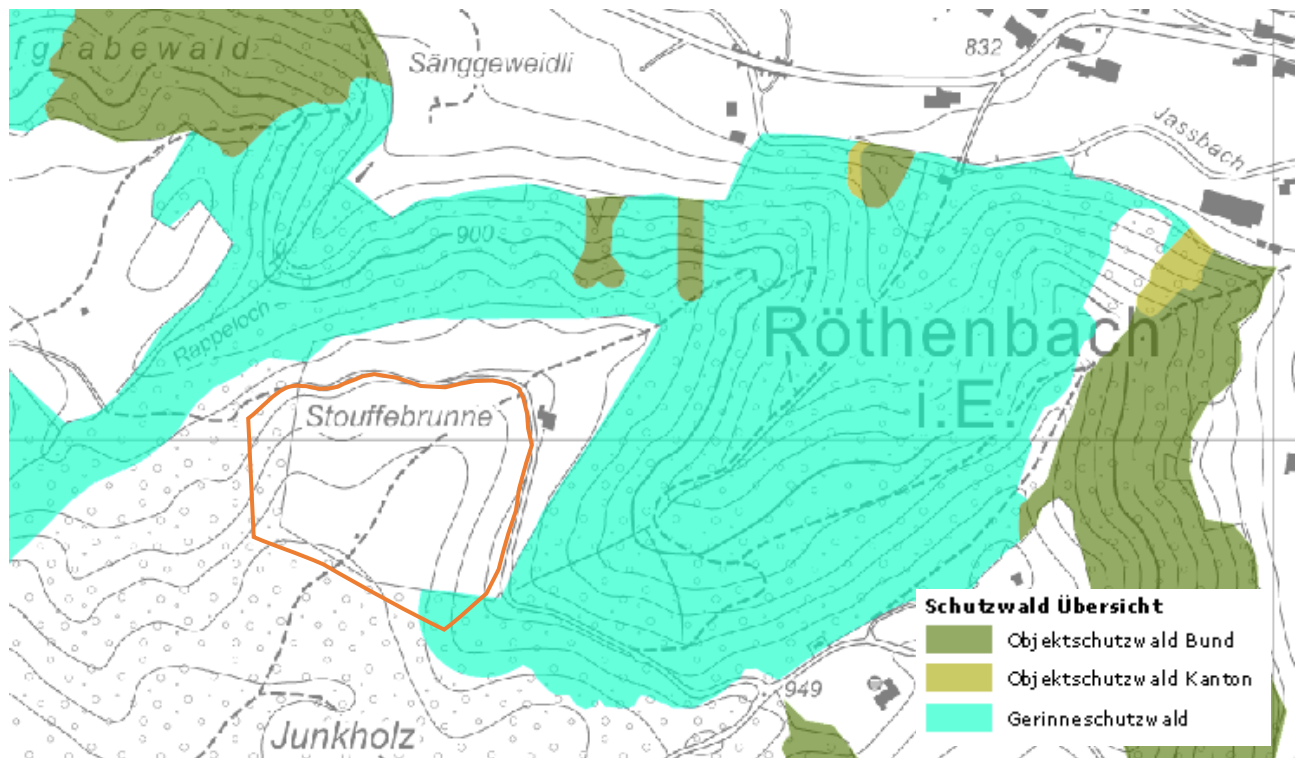 fgrabewald
Sänggeweidli
832
Jassbach
900
Rappeloch
Röthenbach
i.E.
Stouffebrunne
949
Junkholz
Schutzwald Übersicht
Objektschutzwald Bund
Objektschutzwald Kanton
Gerinneschutzwald